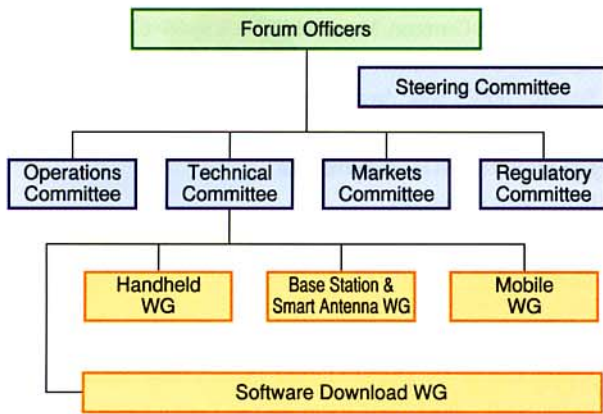 Forum Officers
Steering Committee
Operations
Committee
Technical
Committee
Markets
Committee
Regulatory
Committee
Handheld
WG
Base Station &
Smart Antenna WG
Mobile
WG
Software Download WG